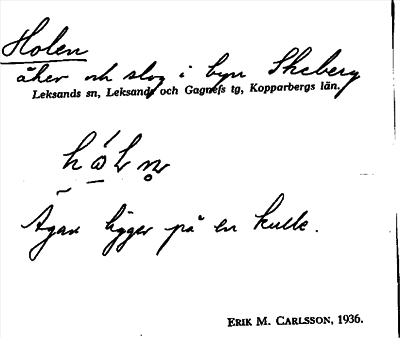 Holen
åker och slog i byn Skeberg
Leksands sn, Leksands och Gagnefs tg, Kopparbergs län.
Ägan ligger på en kulle.
ERIK M. CARLSSON, 1936.